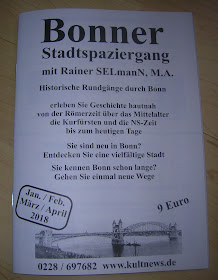 Bonner
Stadtspaziergang
mit Rainer SELmanN, M.A.
Historische Rundgänge durch Bonn
erleben Sie Geschichte hautnah
von der Römerzeit über das Mittelalter
die Kurfürsten und die NS-Zeit
bis zum heutigen Tage
Sie sind neu in Bonn?
Entdecken Sie eine vielfältige Stadt
Sie kennen Bonn schon lange?
Gehen Sie einmal neue Wege
Jan. / Feb.
März / April
2018
9 Euro
0228 / 697682 www.kultnews.de